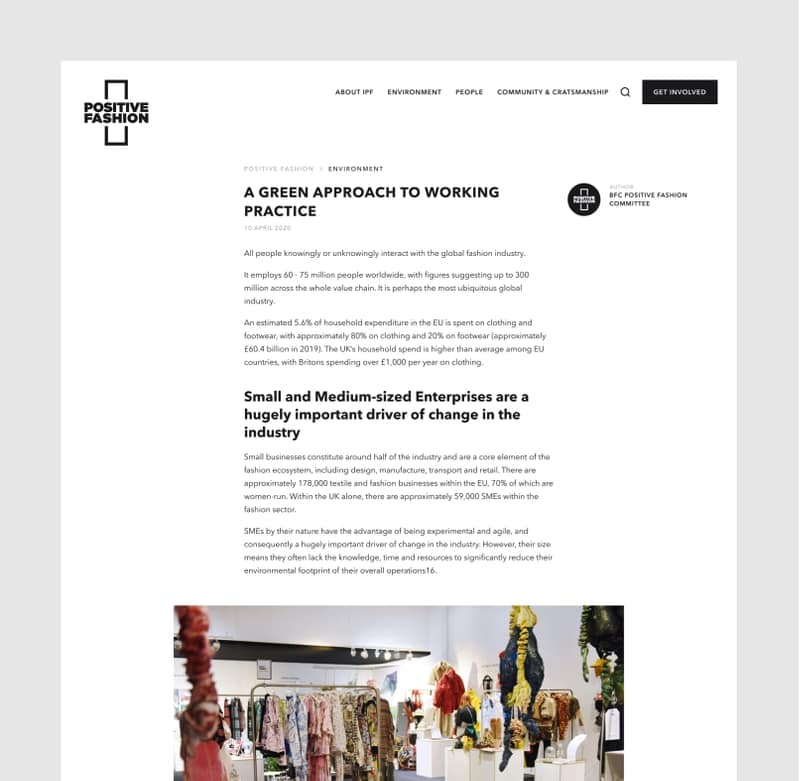 POSITIVE
FASHION
ABOUT IPF ENVIRONMENT PEOPLE COMMUNITY & CRATSMANSHIP GET INVOLVED
POSITIVE FASHION > ENVIRONMENT
A GREEN APPROACH TO WORKING
PRACTICE
10 APRIL 2020
POSITIVE
FASHION
AUTHOR
BFC POSITIVE FASHION
COMMITTEE
All people knowingly or unknowingly interact with the global fashion industry.
It employs 60 - 75 million people worldwide, with figures suggesting up to 300
million across the whole value chain. It is perhaps the most ubiquitous global
industry.
An estimated 5.6% of household expenditure in the EU is spent on clothing and
footwear, with approximately 80% on clothing and 20% on footwear (approximately
£60.4 billion in 2019). The UK's household spend is higher than average among EU
countries, with Britons spending over £1,000 per year on clothing.
Small and Medium-sized Enterprises are a
hugely important driver of change in the
industry
Small businesses constitute around half of the industry and are a core element of the
fashion ecosystem, including design, manufacture, transport and retail. There are
approximately 178,000 textile and fashion businesses within the EU, 70% of which are
women-run. Within the UK alone, there are approximately 59,000 SMEs within the
fashion sector.
SMEs by their nature have the advantage of being experimental and agile, and
consequently a hugely important driver of change in the industry. However, their size
means they often lack the knowledge, time and resources to significantly reduce their
environmental footprint of their overall operations16.